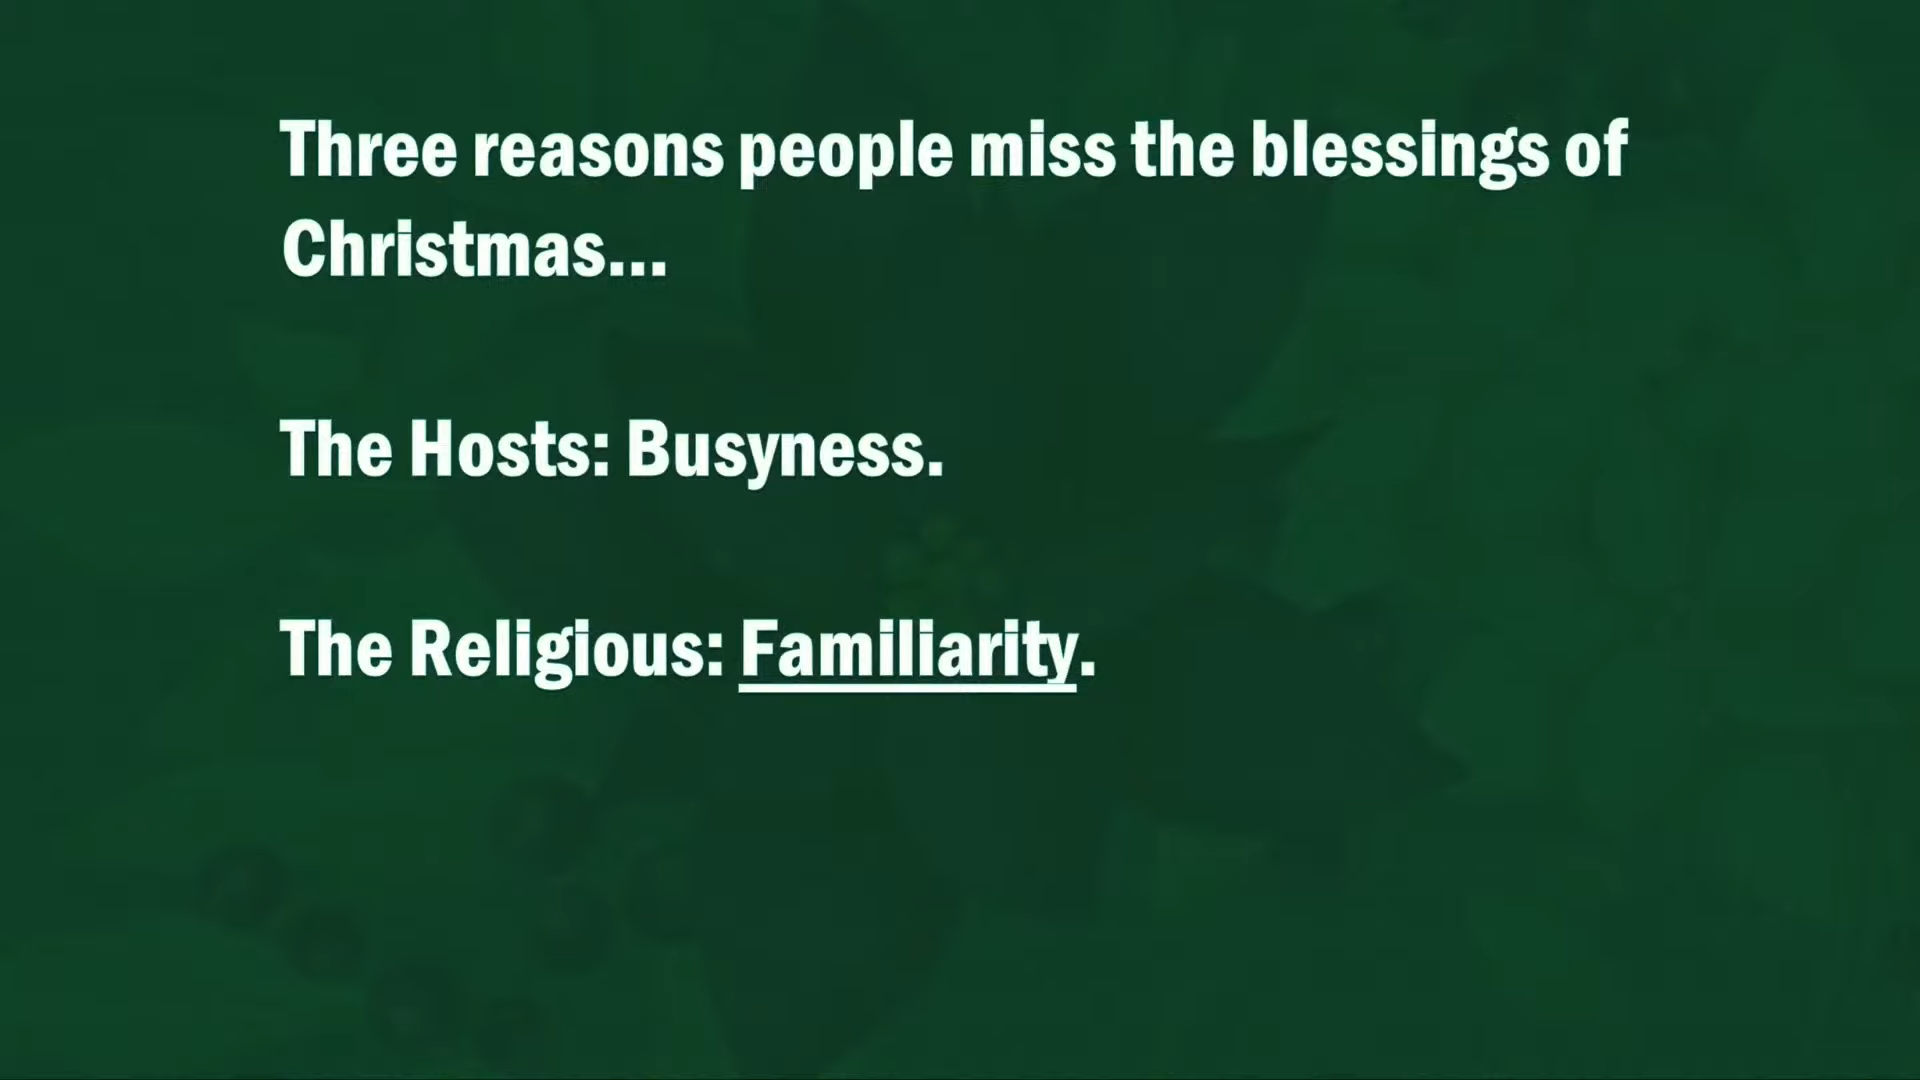 Three reasons people miss the blessings of
Christmas...
The Hosts: Busyness.
The Religious: Familiarity.